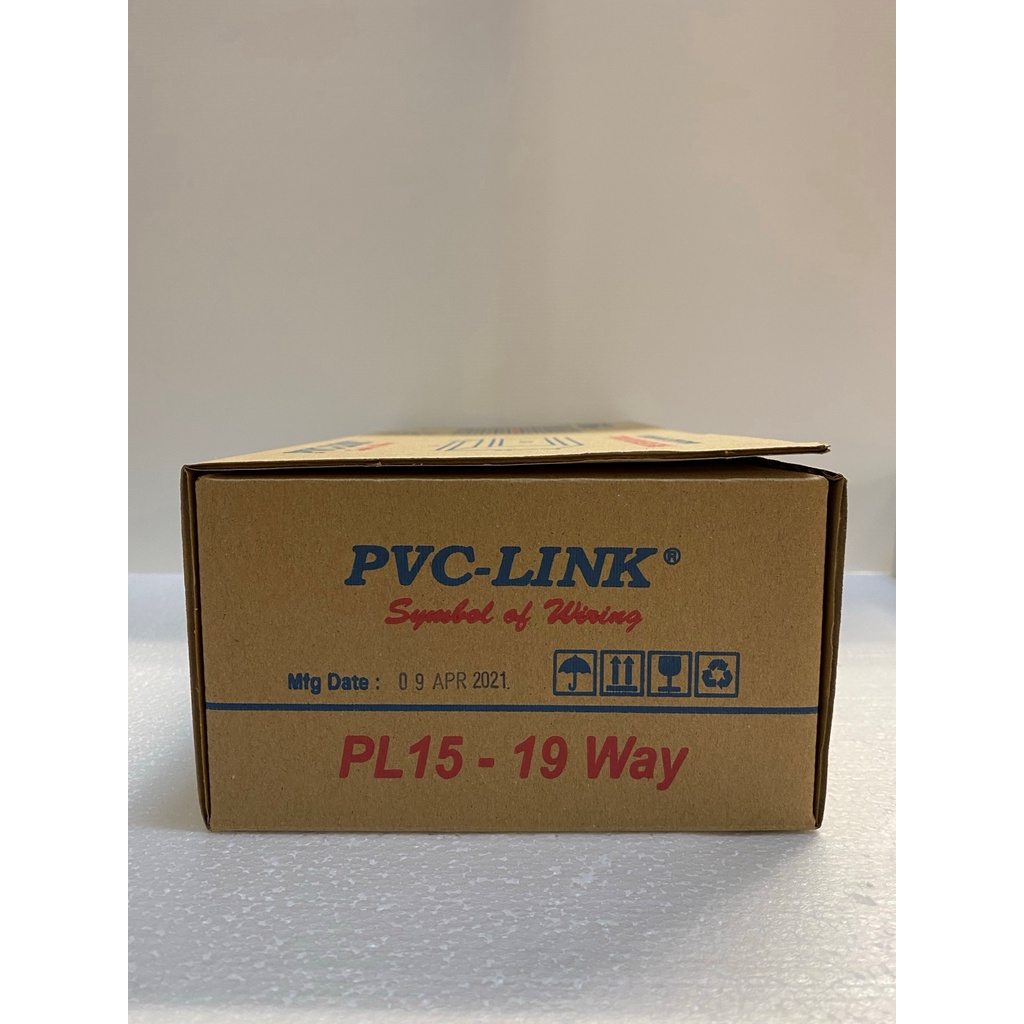 PVC-LINK®
Symbol of Wiring
Mfg Date : 09 APR 2021.
PL15 - 19 Way